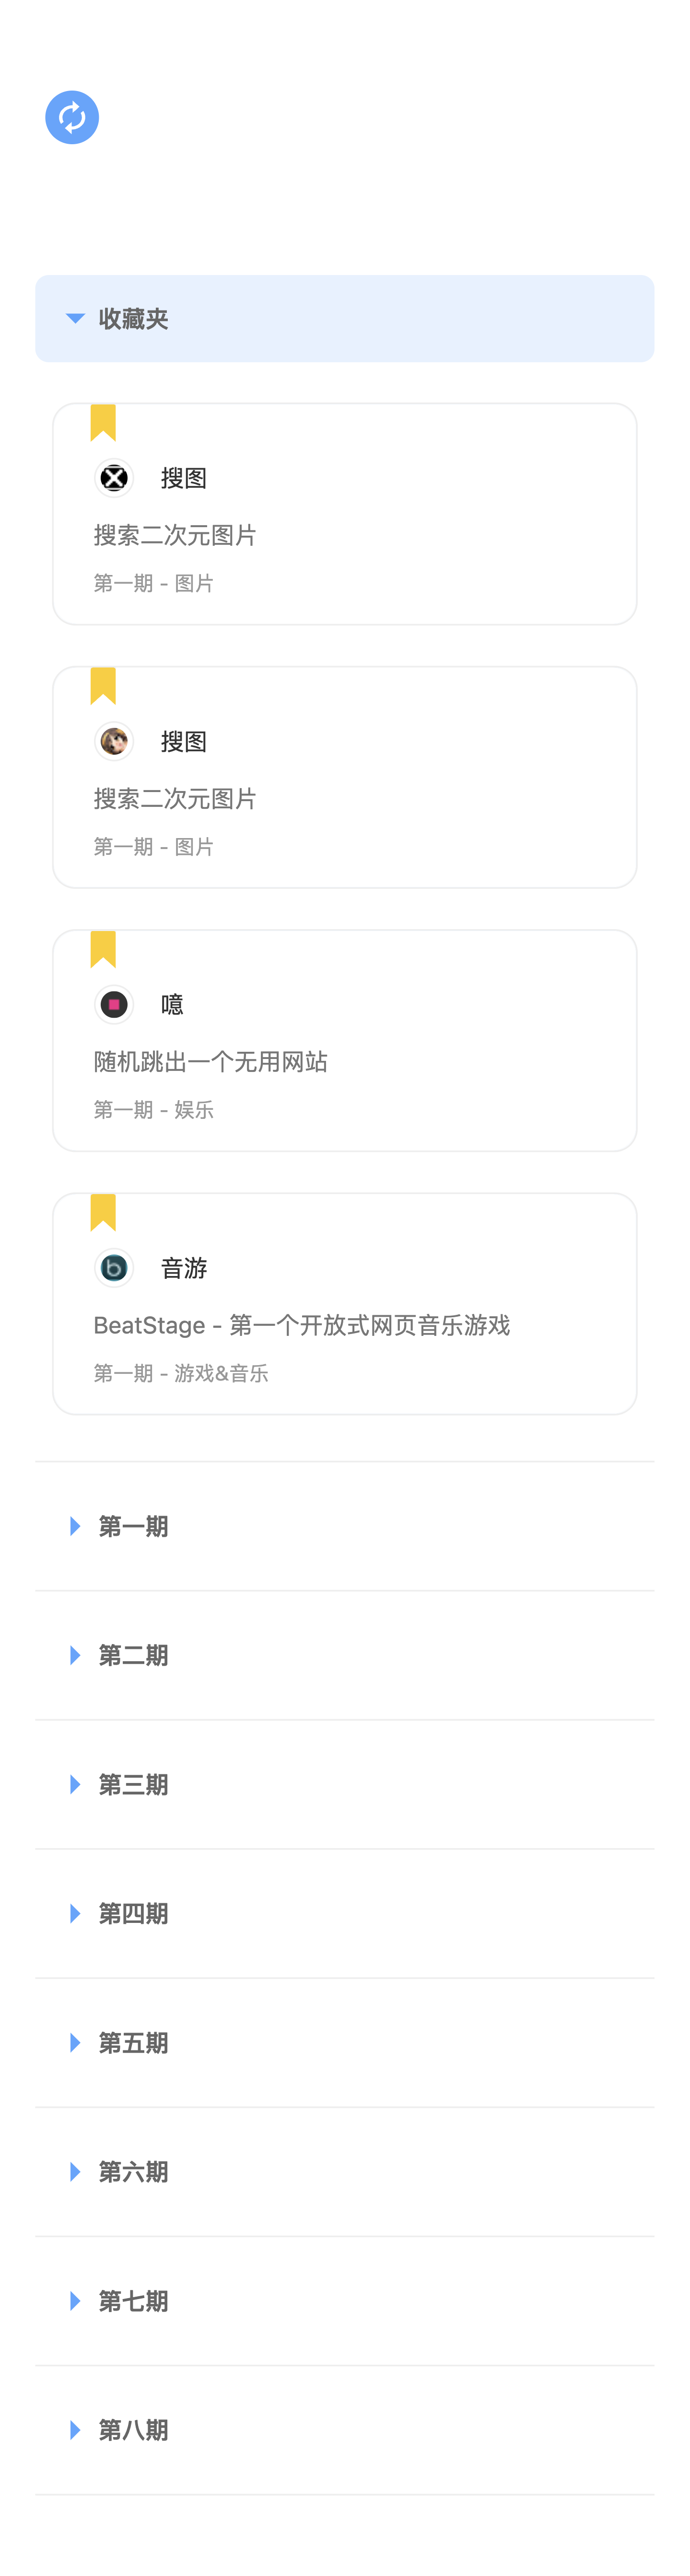 收藏夹
搜图
搜索二次元图片
第一期 - 图片
搜图
搜索二次元图片
第一期 - 图片
噫
随机跳出一个无用网站
第一期 - 娱乐
音游
BeatStage - 第一个开放式网页音乐游戏
第一期 - 游戏&音乐
第一期
第二期
第三期
第四期
第五期
第六期
第七期
第八期